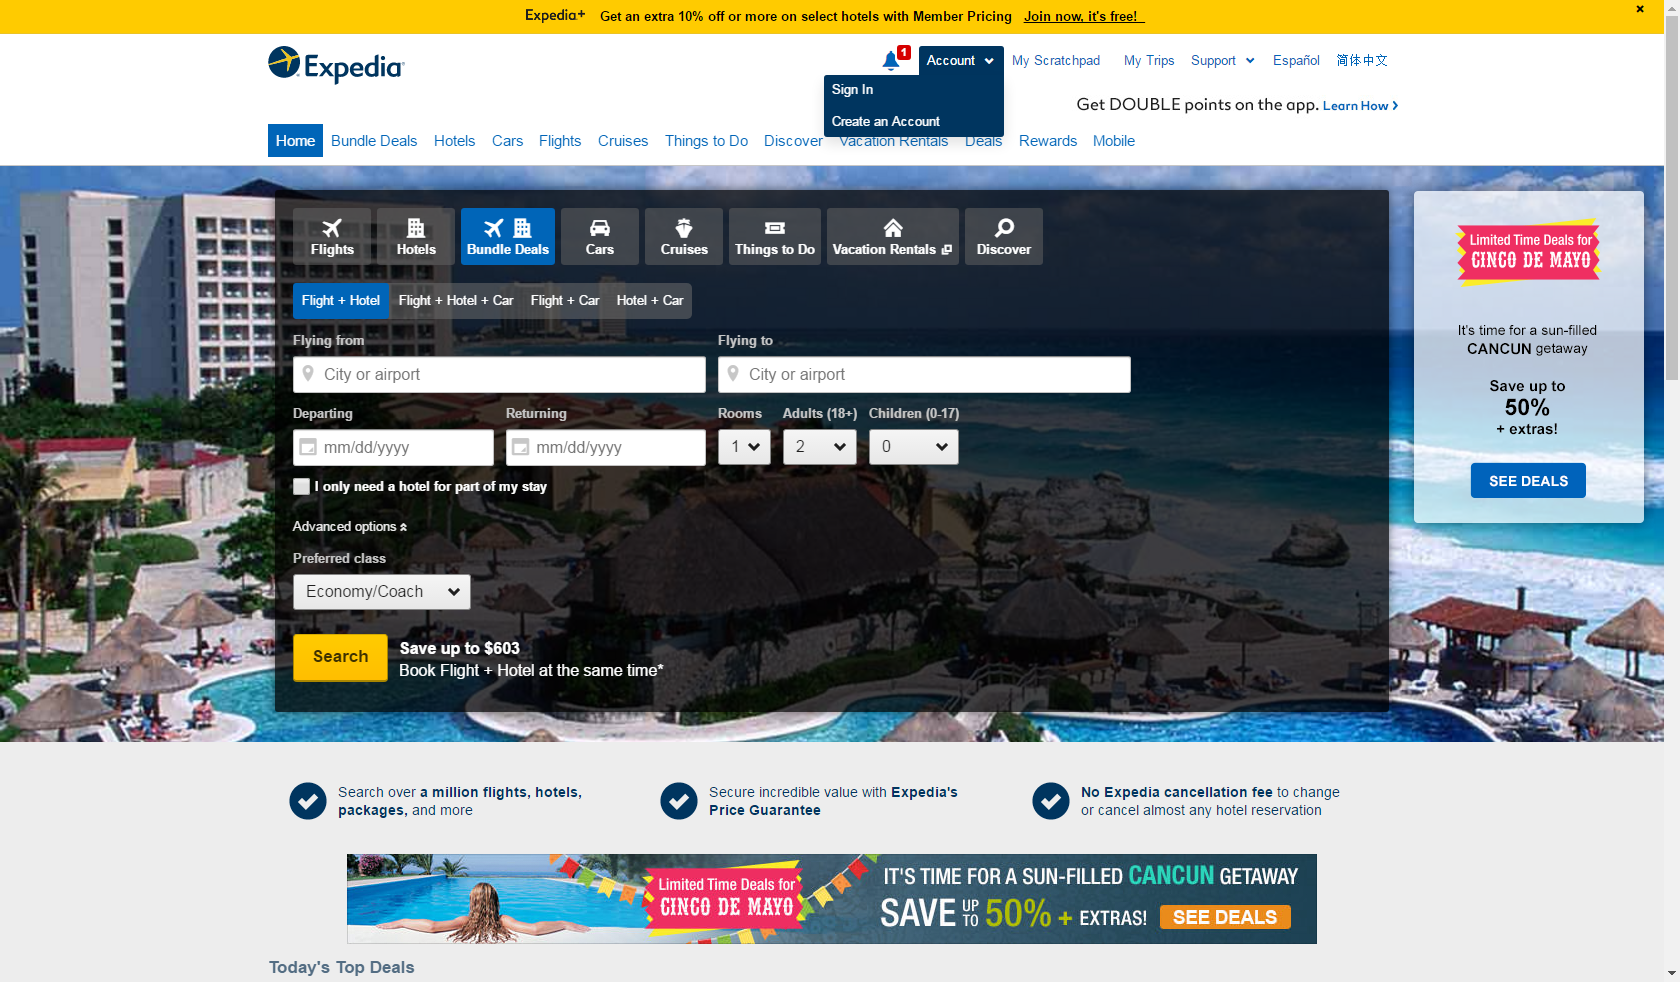 Expedia+ Get an extra 10% off or more on select hotels with Member Pricing Join now, it's free!
Expedia
1
Account
My Scratchpad
My Trips
Support
Español
简体中文
Sign In
Create an Account
Get DOUBLE points on the app. Learn How
Home
Bundle Deals
Hotels
Cars
Flights
Cruises
Things to Do
Discover
Vacation Rentals
Deals
Rewards
Mobile
Flights
Hotels
Bundle Deals
Cars
Cruises
Things to Do
Vacation Rentals
Discover
Flight + Hotel
Flight + Hotel + Car
Flight + Car
Hotel + Car
Flying from
Flying to
City or airport
City or airport
Departing
Returning
Rooms
Adults (18+)
Children (0-17)
mm/dd/yyyy
mm/dd/yyyy
1
2
0
I only need a hotel for part of my stay
Advanced options
Preferred class
Economy/Coach
Search
Save up to $603
Book Flight + Hotel at the same time*
Limited Time Deals for
CINCO DE MAYO
It's time for a sun-filled
CANCUN getaway
Save up to
50%
+ extras!
SEE DEALS
Search over a million flights, hotels,
packages, and more
Secure incredible value with Expedia's
Price Guarantee
No Expedia cancellation fee to change
or cancel almost any hotel reservation
Limited Time Deals for
CINCO DE MAYO
IT'S TIME FOR A SUN-FILLED CANCUN GETAWAY
SAVE UP TO 50% + EXTRAS!
SEE DEALS
Today's Top Deals